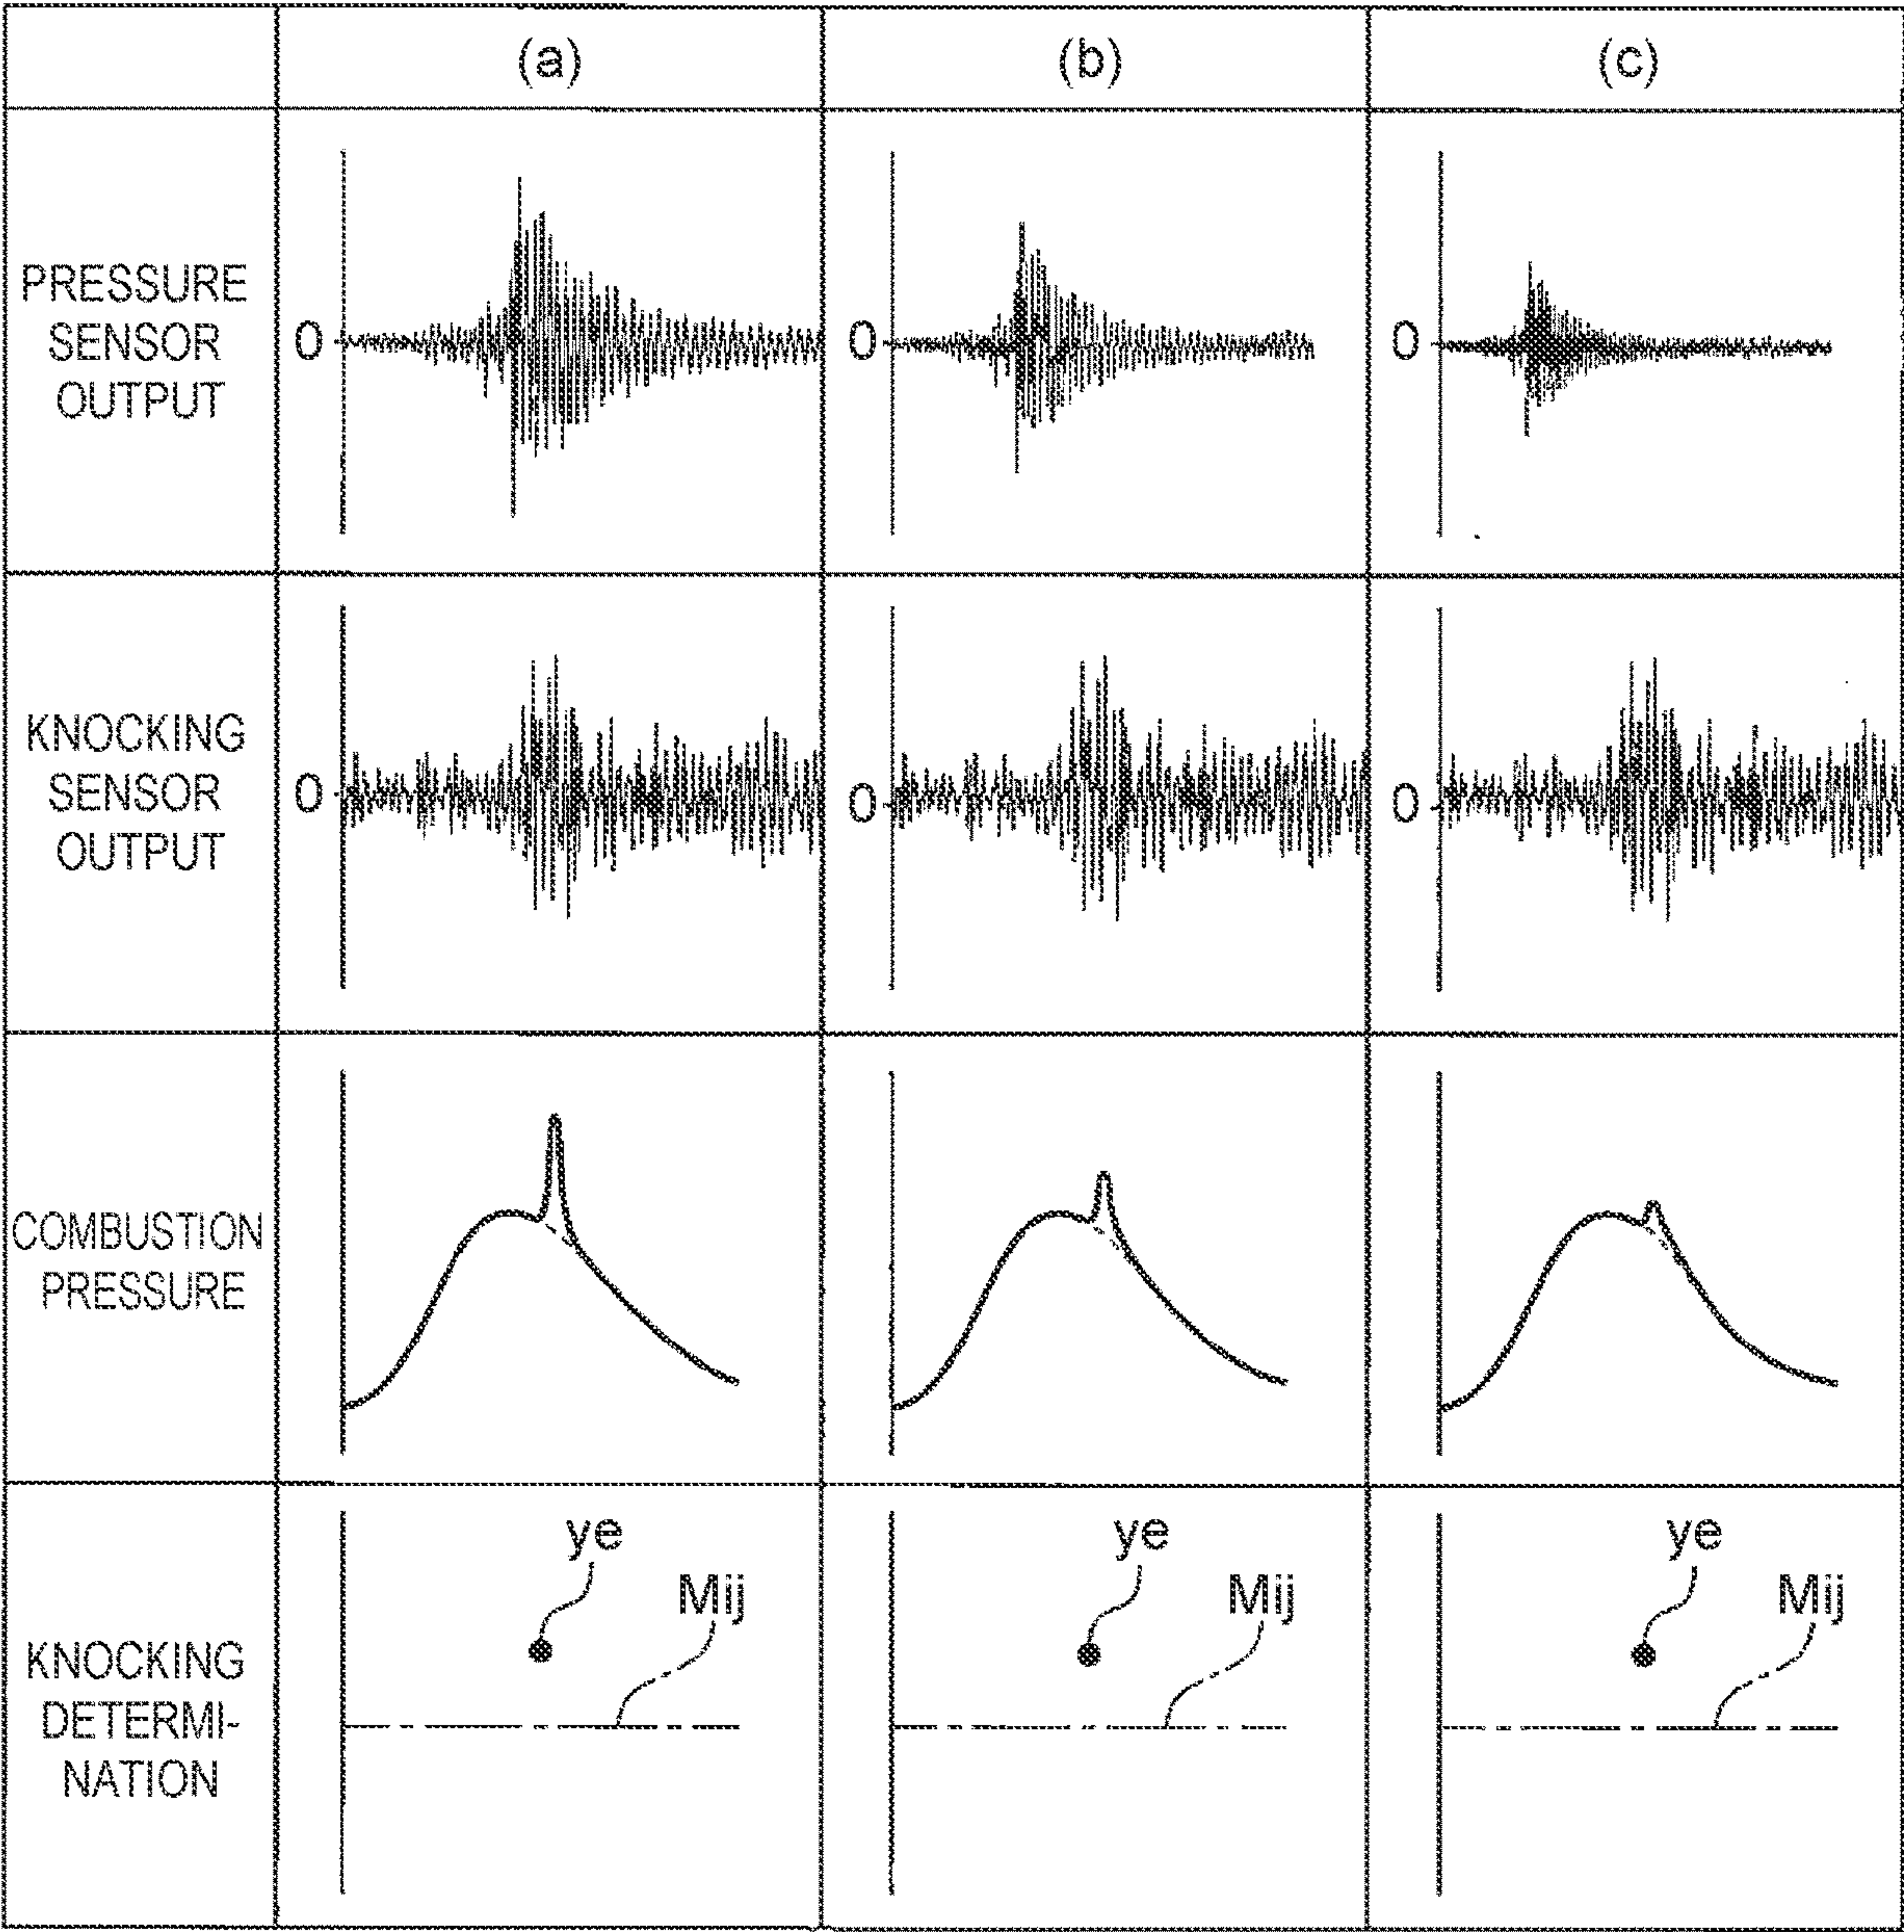 (a) (b) (c)
PRESSURE
SENSOR
OUTPUT
0 0 0
KNOCKING
SENSOR
OUTPUT
0 0 0
COMBUSTION
PRESSURE
KNOCKING
DETERMI-
NATION
ye ye ye
Mij Mij Mij